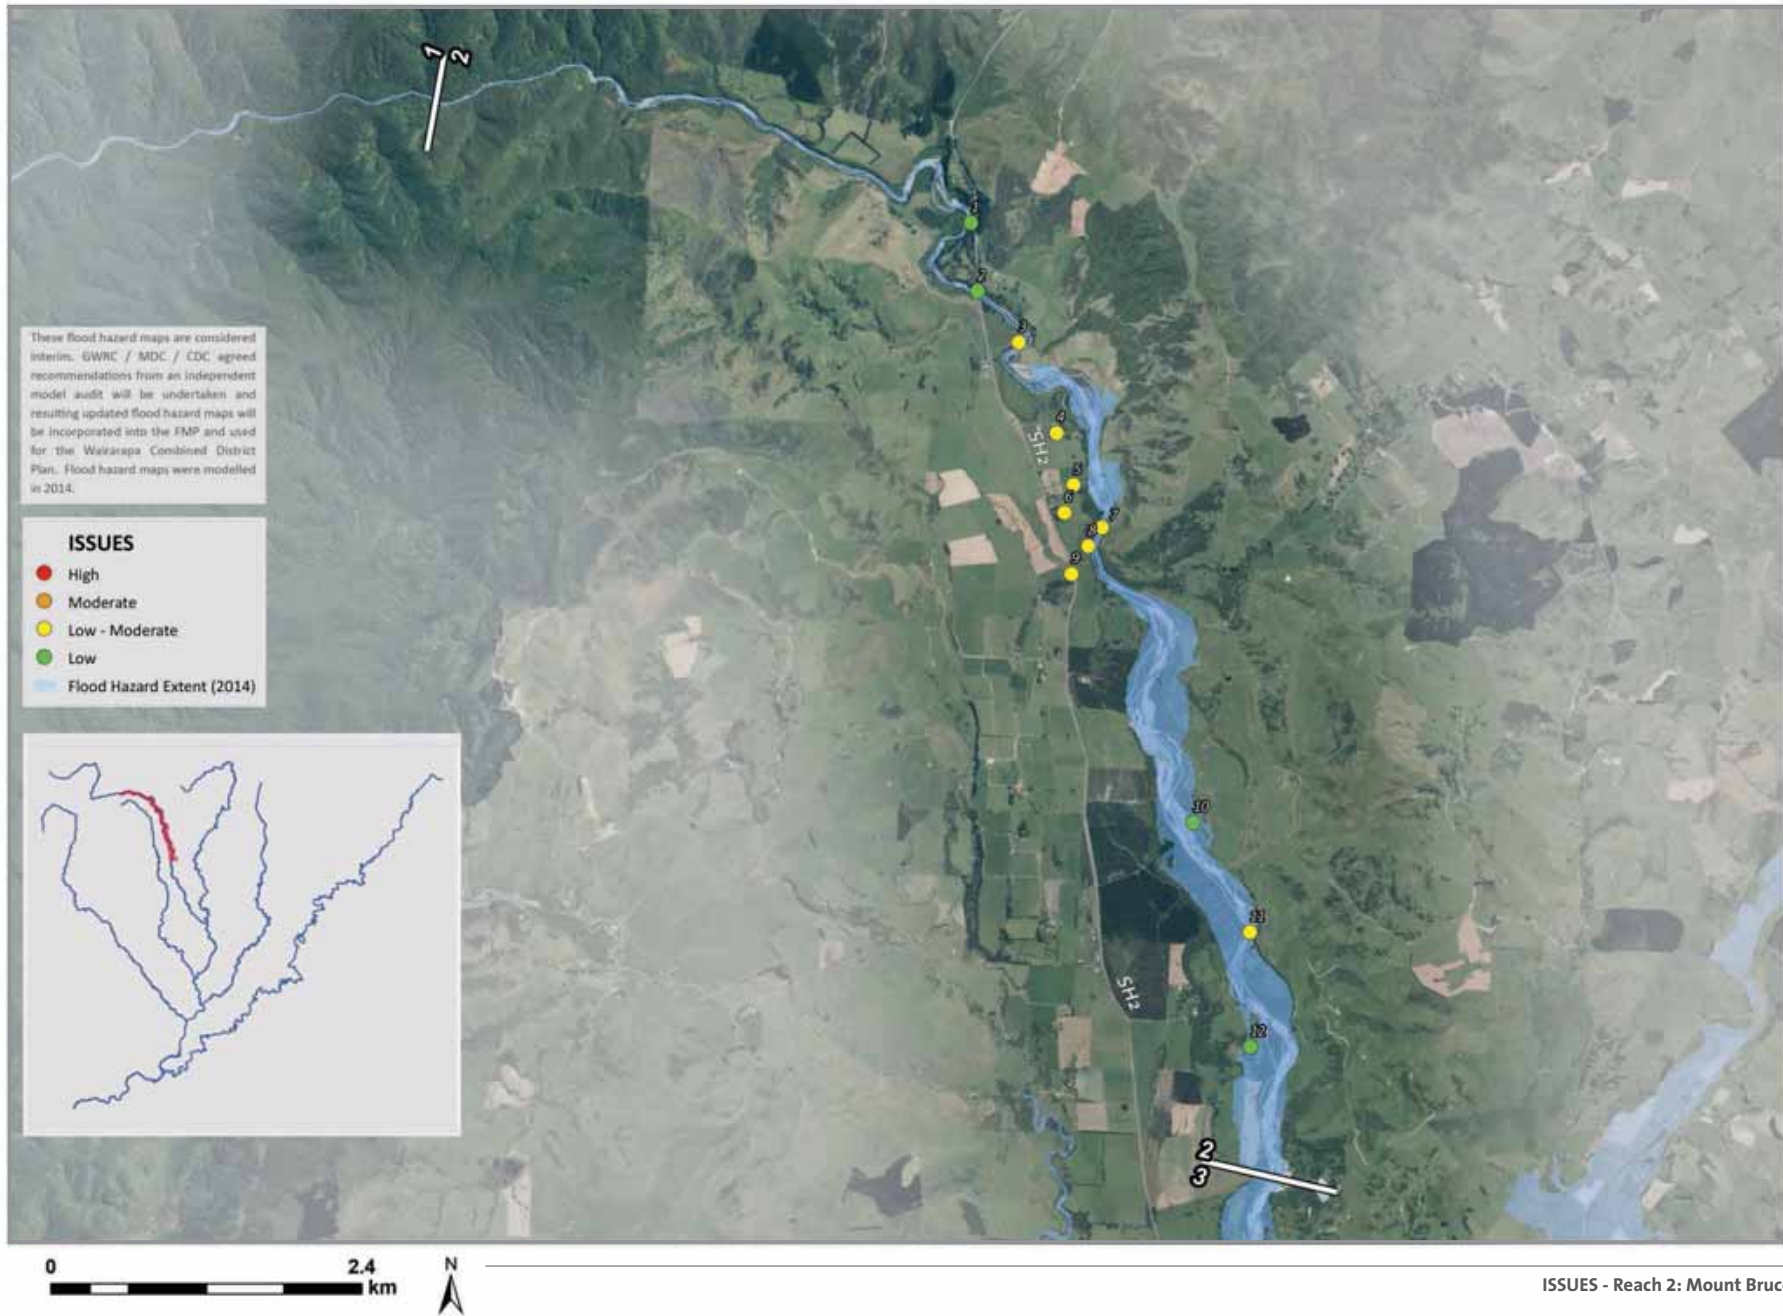 1
2
1
2
3
4
SH2
5
6
7
8
9
These flood hazard maps are considered
interim. GWRC / MDC / CDC agreed
recommendations from an independent
model audit will be undertaken and
resulting updated flood hazard maps will
be incorporated into the FMP and used
for the Wairarapa Combined District
Plan. Flood hazard maps were modelled
in 2014.
ISSUES
High
Moderate
Low - Moderate
Low
Flood Hazard Extent (2014)
10
11
SH2
12
2
3
0
2.4
km
N
ISSUES - Reach 2: Mount Bruc